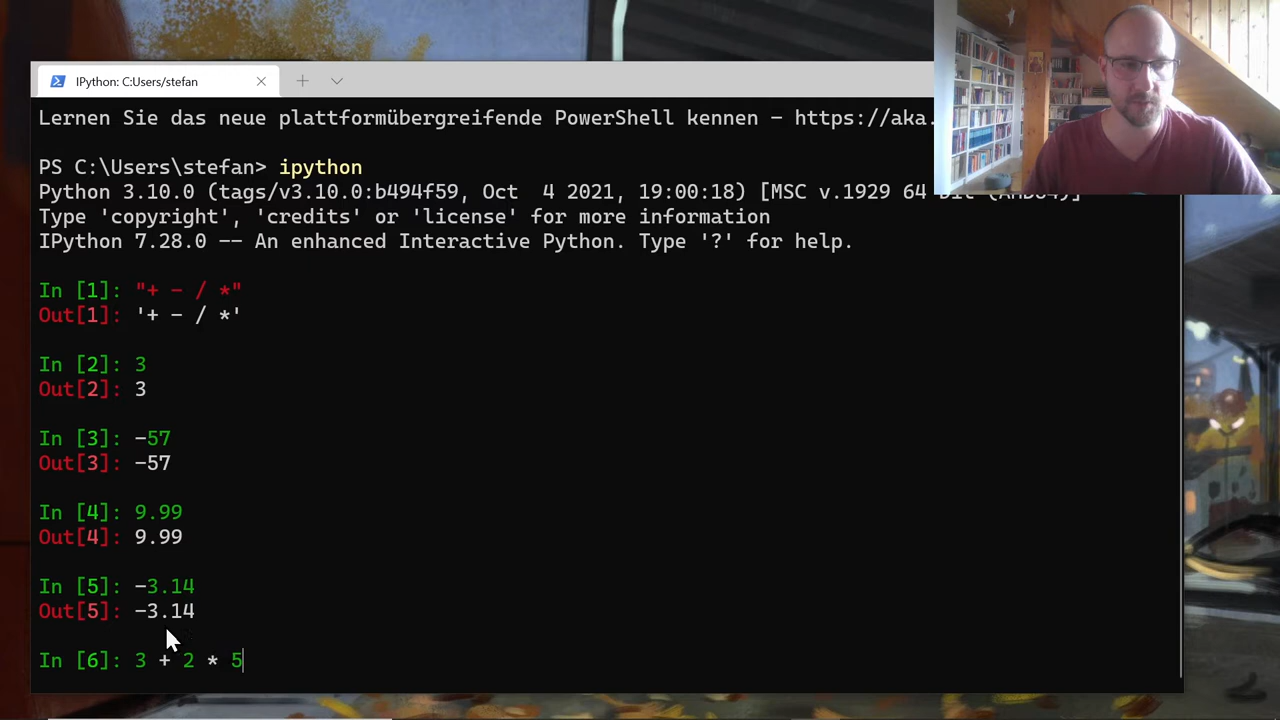 IPython: C:Users/stefan
Lernen Sie das neue plattformübergreifende PowerShell kennen – https://aka.
PS C:\Users\stefan> ipython
Python 3.10.0 (tags/v3.10.0:b494f59, Oct  4 2021, 19:00:18) [MSC v.1929 64 bit (AMD64)]
Type 'copyright', 'credits' or 'license' for more information
IPython 7.28.0 -- An enhanced Interactive Python. Type '?' for help.
In [1]: "+ - / *"
Out[1]: '+ - / *'
In [2]: 3
Out[2]: 3
In [3]: -57
Out[3]: -57
In [4]: 9.99
Out[4]: 9.99
In [5]: -3.14
Out[5]: -3.14
In [6]: 3 + 2 * 5